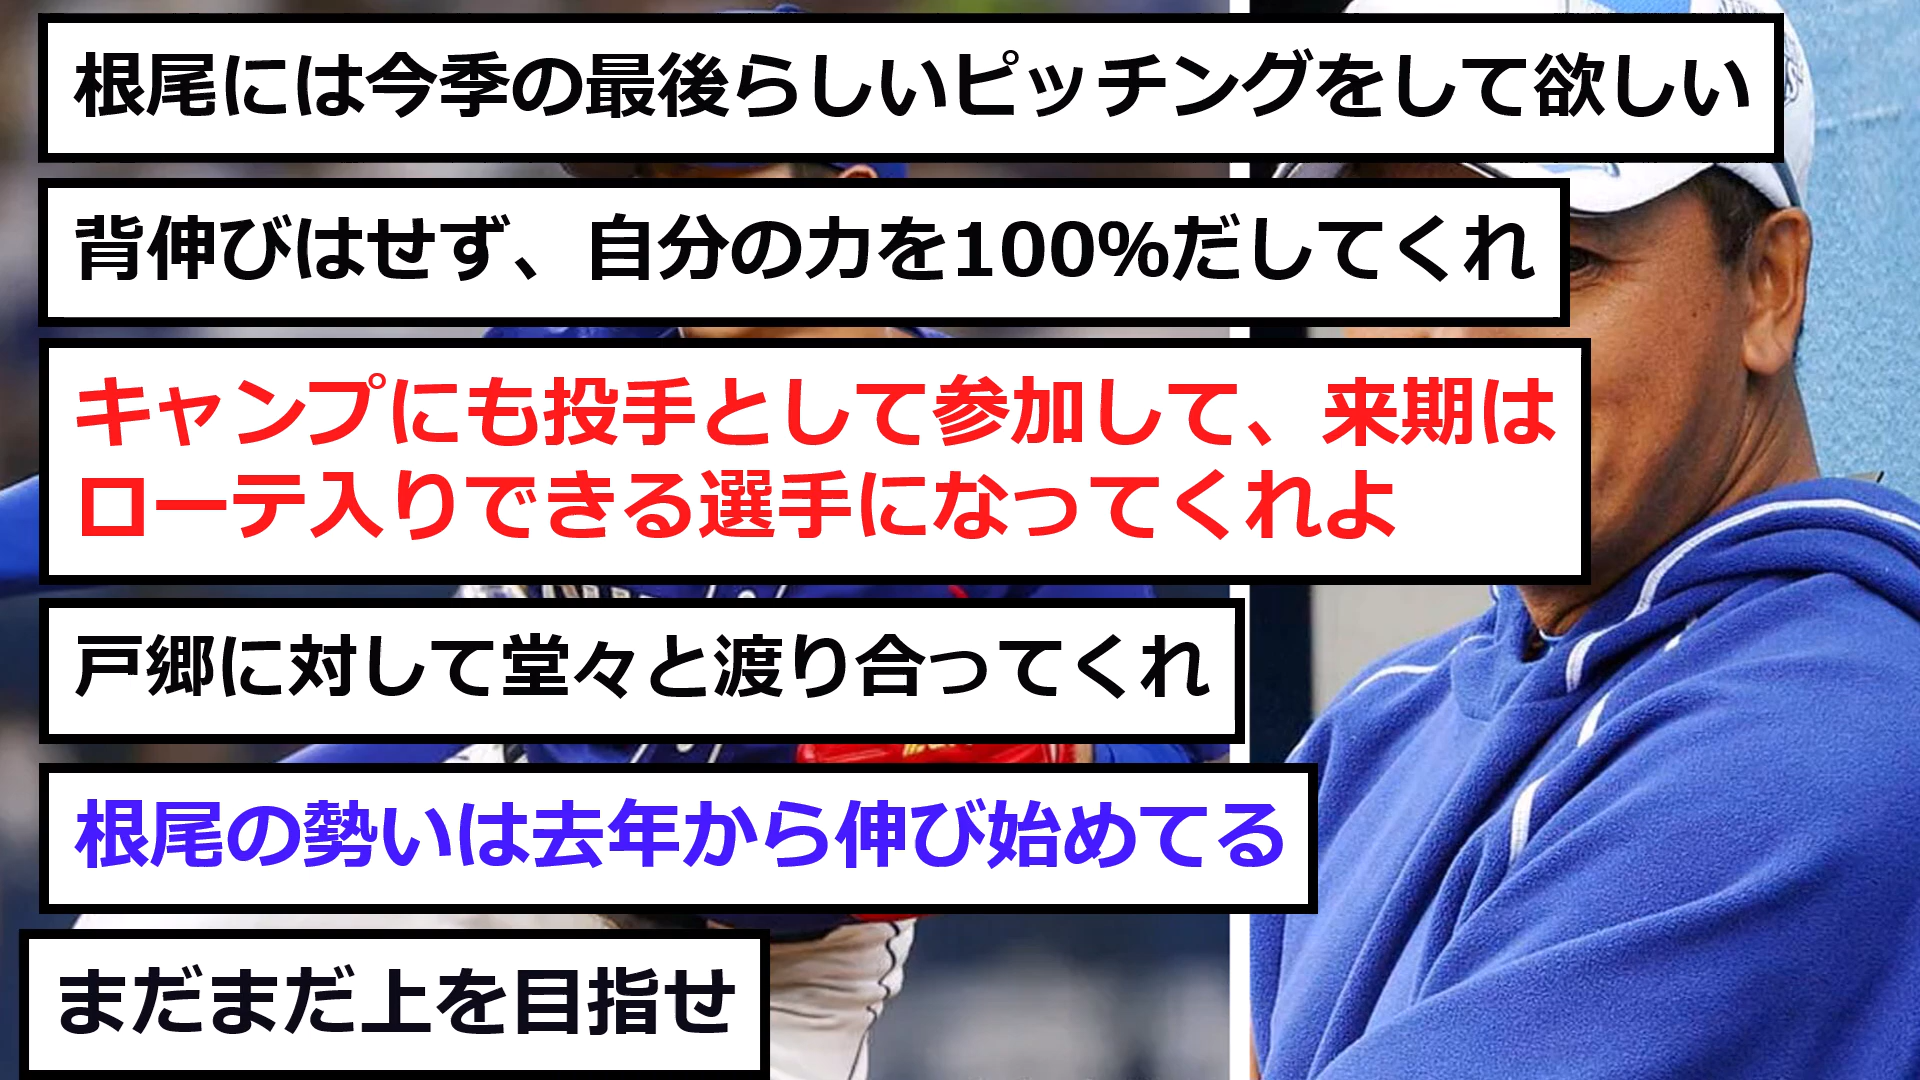 根尾には今季の最後らしいピッチングをして欲しい
背伸びはせず、自分の力を100%だしてくれ
キャンプにも投手として参加して、来期は
ローテ入りできる選手になってくれよ
戸郷に対して堂々と渡り合ってくれ
根尾の勢いは去年から伸び始めてる
まだまだ上を目指せ